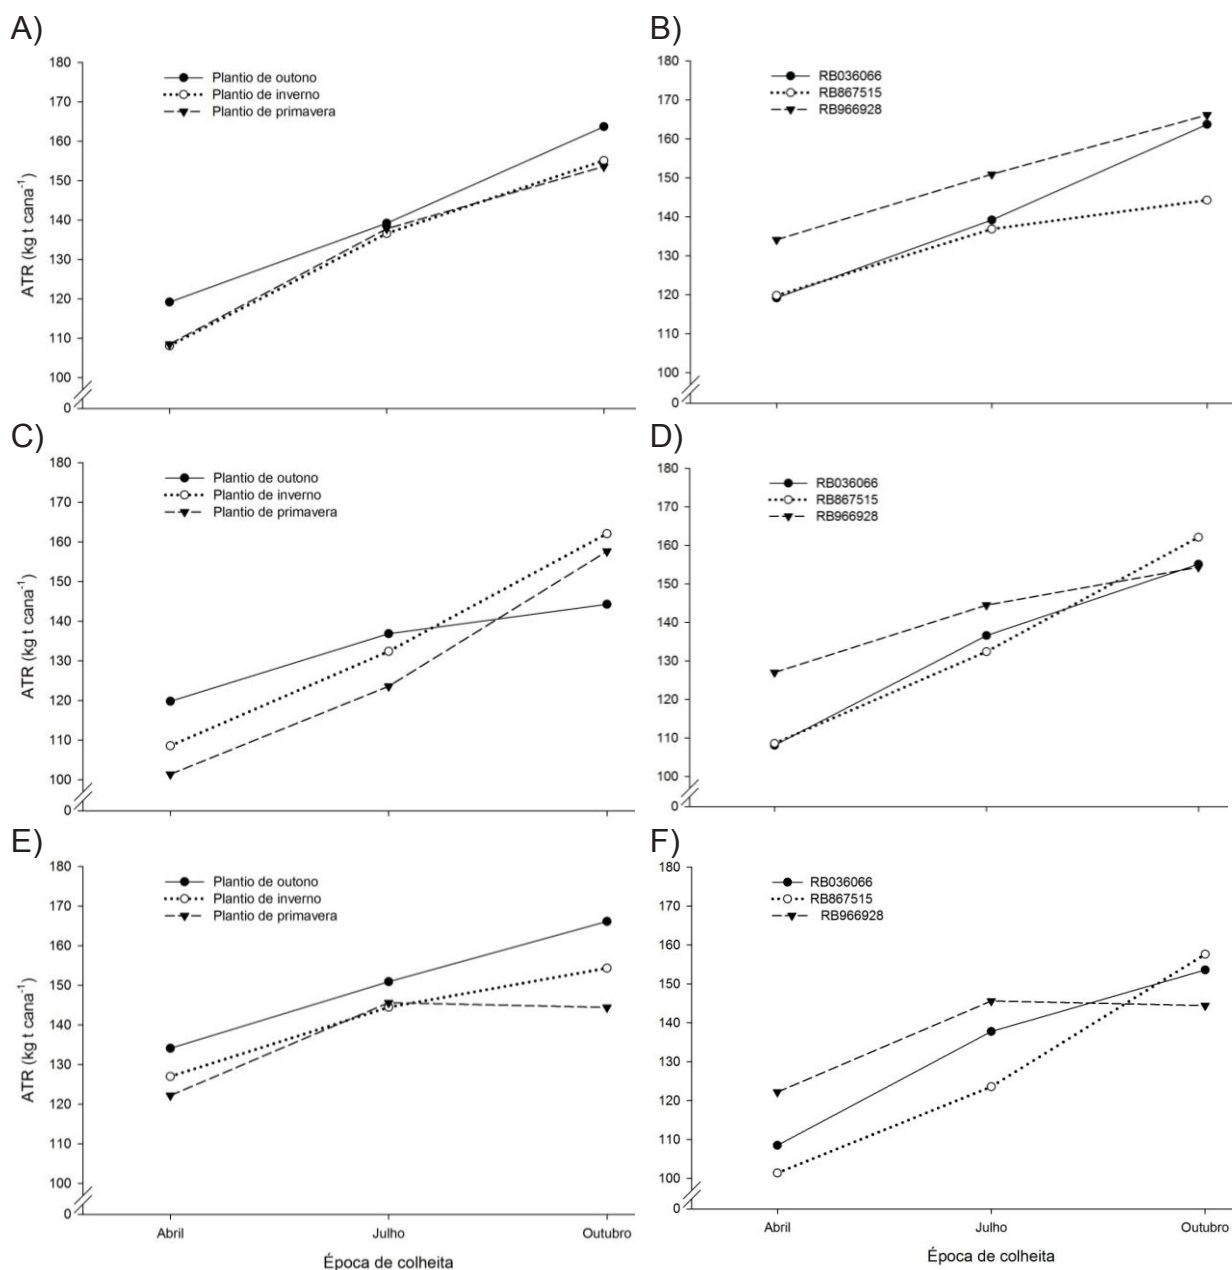 A)
180
170
160
150
140
130
120
110
100
0
ATR (kg t cana⁻¹)
Plantio de outono
Plantio de inverno
Plantio de primavera
B)
180
170
160
150
140
130
120
110
100
0
RB036066
RB867515
RB966928
C)
180
170
160
150
140
130
120
110
100
0
ATR (kg t cana⁻¹)
Plantio de outono
Plantio de inverno
Plantio de primavera
D)
180
170
160
150
140
130
120
110
100
0
RB036066
RB867515
RB966928
E)
180
170
160
150
140
130
120
110
100
0
ATR (kg t cana⁻¹)
Plantio de outono
Plantio de inverno
Plantio de primavera
Abril Julho Outubro
Época de colheita
F)
180
170
160
150
140
130
120
110
100
0
RB036066
RB867515
RB966928
Abril Julho Outubro
Época de colheita